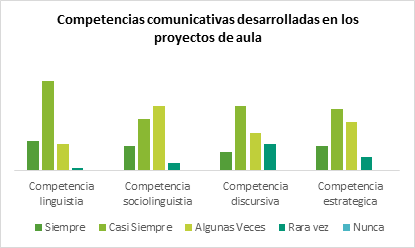 Competencias comunicativas desarrolladas en los
proyectos de aula
Competencia
linguistia
Competencia
sociolinguistia
Competencia
discursiva
Competencia
estrategica
Siempre
Casi Siempre
Algunas Veces
Rara vez
Nunca